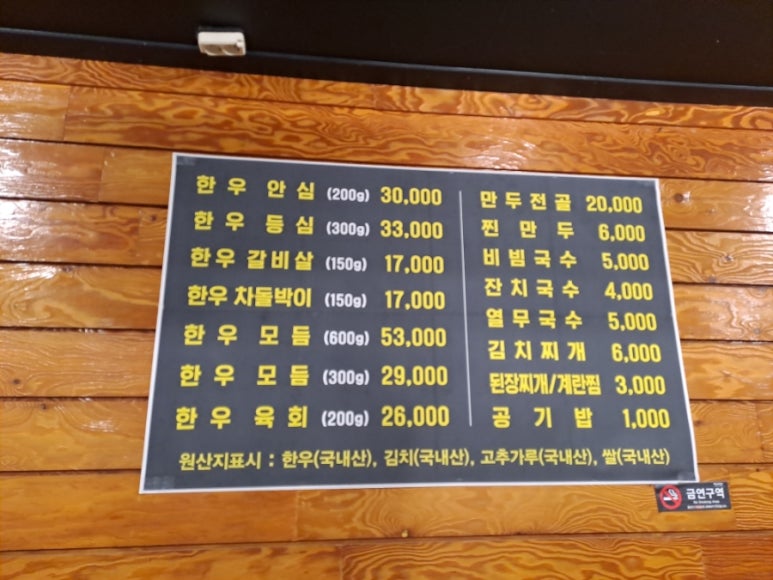 한우 안심 (200g) 30,000
한우 등심 (300g) 33,000
한우 갈비살 (150g) 17,000
한우 차돌박이 (150g) 17,000
한우 모듬 (600g) 53,000
한우 모듬 (300g) 29,000
한우 육회 (200g) 26,000
만두전골 20,000
찐만두 6,000
비빔국수 5,000
잔치국수 4,000
열무국수 5,000
김치찌개 6,000
된장찌개/계란찜 3,000
공기밥 1,000
원산지표시 : 한우(국내산), 김치(국내산), 고추가루(국내산), 쌀(국내산)
금연구역
No Smoking Area